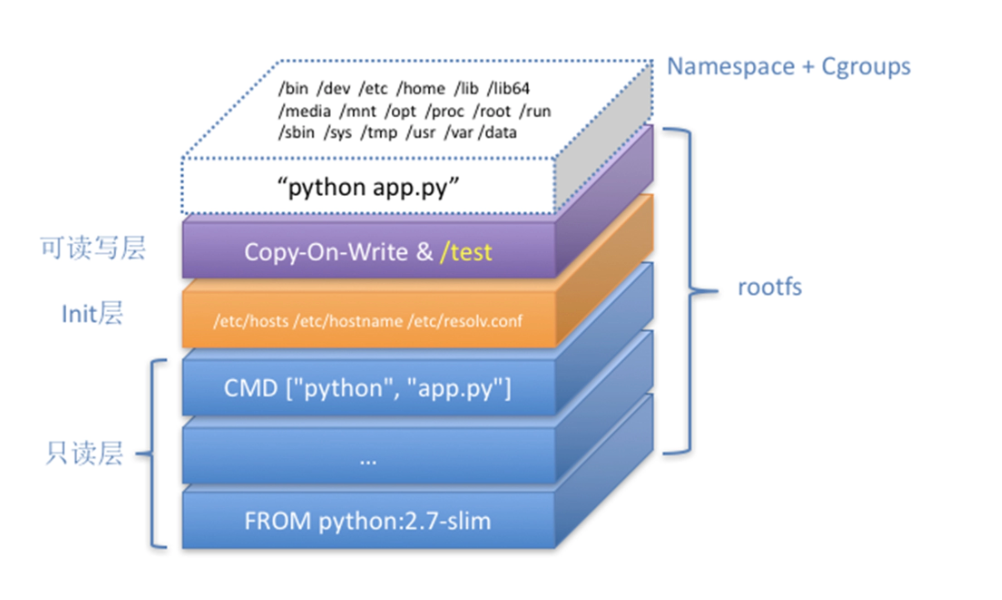 Namespace + Cgroups
/bin /dev /etc /home /lib /lib64
/media /mnt /opt /proc /root /run
/sbin /sys /tmp /usr /var /data
“python app.py”
可读写层
Copy-On-Write & /test
Init层
/etc/hosts /etc/hostname /etc/resolv.conf
rootfs
CMD ["python", "app.py"]
只读层
...
FROM python:2.7-slim